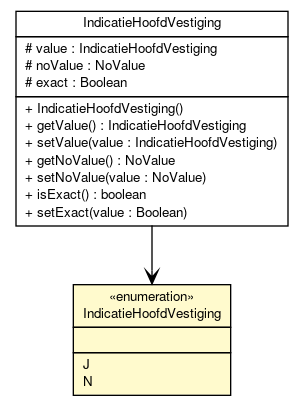 IndicatieHoofdVestiging
# value : IndicatieHoofdVestiging
# noValue : NoValue
# exact : Boolean
+ IndicatieHoofdVestiging()
+ getValue() : IndicatieHoofdVestiging
+ setValue(value : IndicatieHoofdVestiging)
+ getNoValue() : NoValue
+ setNoValue(value : NoValue)
+ isExact() : boolean
+ setExact(value : Boolean)
«enumeration»
IndicatieHoofdVestiging
J
N